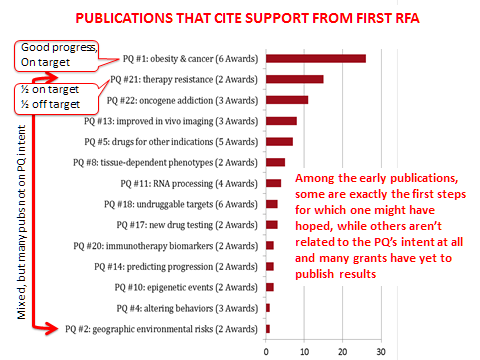 PUBLICATIONS THAT CITE SUPPORT FROM FIRST RFA
Good progress,
On target
½ on target
½ off target
Mixed, but many pubs not on PQ intent
PQ #1: obesity & cancer (6 Awards)
PQ #21: therapy resistance (2 Awards)
PQ #22: oncogene addiction (3 Awards)
PQ #13: improved in vivo imaging (3 Awards)
PQ #5: drugs for other indications (5 Awards)
PQ #8: tissue-dependent phenotypes (2 Awards)
PQ #11: RNA processing (4 Awards)
PQ #18: undruggable targets (6 Awards)
PQ #17: new drug testing (2 Awards)
PQ #20: immunotherapy biomarkers (2 Awards)
PQ #14: predicting progression (2 Awards)
PQ #10: epigenetic events (2 Awards)
PQ #4: altering behaviors (3 Awards)
PQ #2: geographic environmental risks (2 Awards)
Among the early publications,
some are exactly the first steps
for which one might have
hoped, while others aren't
related to the PQ's intent at all
and many grants have yet to
publish results
0 10 20 30